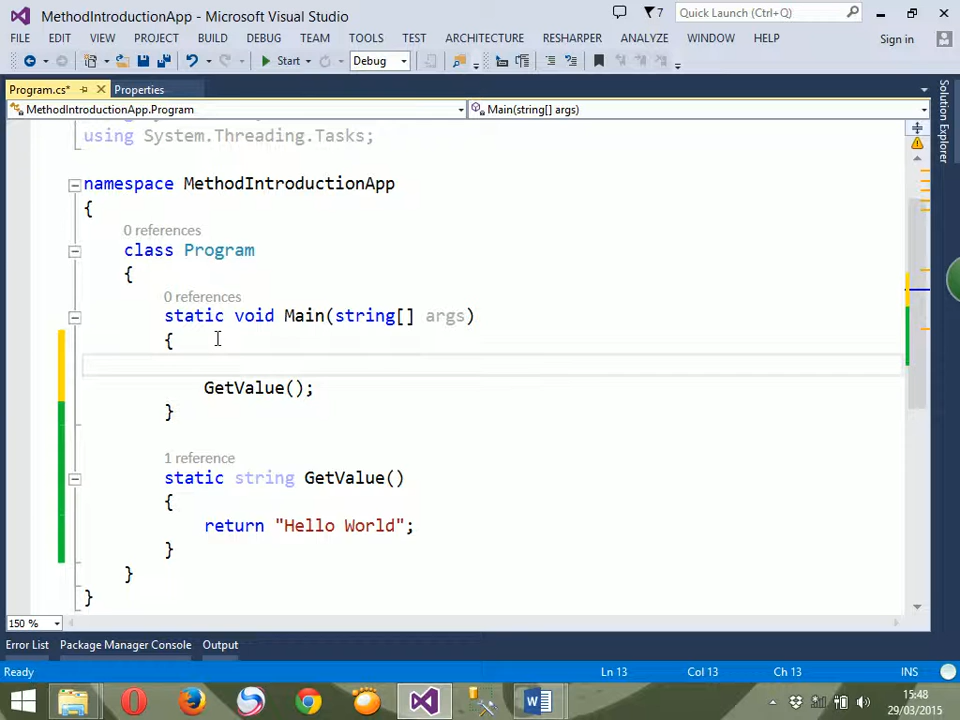 MethodIntroductionApp - Microsoft Visual Studio
7
Quick Launch (Ctrl+Q)
FILE EDIT VIEW PROJECT BUILD DEBUG TEAM TOOLS TEST ARCHITECTURE RESHARPER ANALYZE WINDOW HELP Sign in
Start Debug
Program.cs* Properties
MethodIntroductionApp.Program Main(string[] args)
Solution Explorer
using System.Threading.Tasks;
namespace MethodIntroductionApp
{
0 references
class Program
{
0 references
static void Main(string[] args)
{
GetValue();
}
1 reference
static string GetValue()
{
return "Hello World";
}
}
}
150 %
Error List Package Manager Console Output
Ready Ln 13 Col 13 Ch 13 INS
15:48
29/03/2015